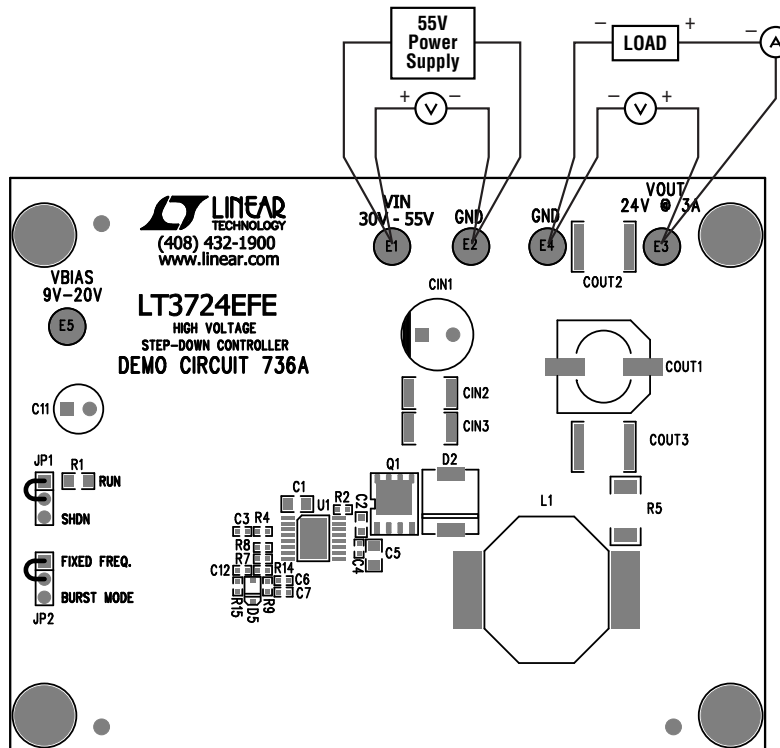 55V
Power
Supply
+ V −
− LOAD +
− A
− V +
LINEAR
TECHNOLOGY
(408) 432-1900
www.linear.com
VIN
30V - 55V
GND
GND
VOUT
24V @ 3A
E1
E2
E4
E3
VBIAS
9V-20V
E5
LT3724EFE
HIGH VOLTAGE
STEP-DOWN CONTROLLER
DEMO CIRCUIT 736A
CIN1
COUT2
COUT1
CIN2
CIN3
COUT3
C11
JP1
R1
RUN
SHDN
FIXED FREQ.
BURST MODE
JP2
C1
U1
R2
C2
Q1
D2
L1
R5
C3
R4
R8
R7
C12
R14
C6
C7
R15
D5
R9
C4
C5